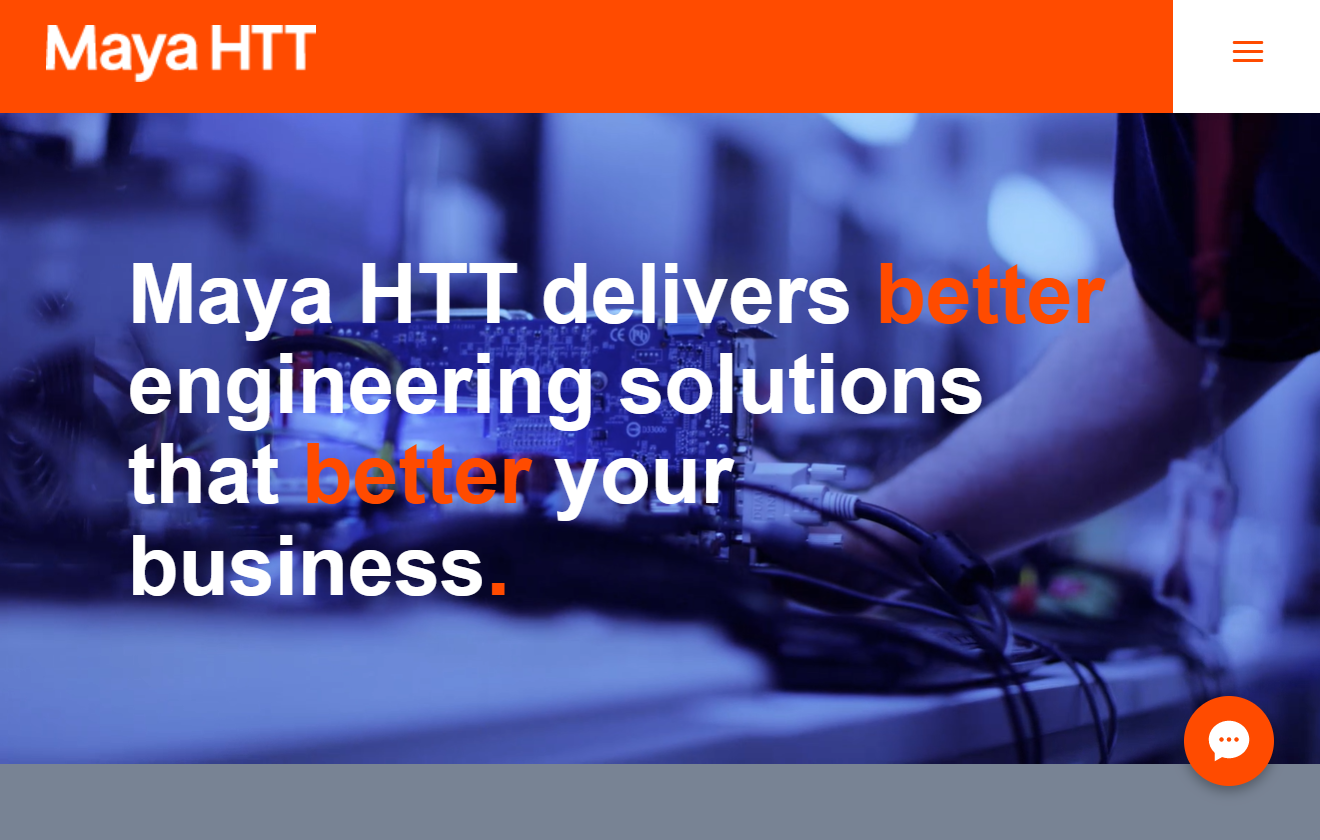 Maya HTT
Maya HTT delivers better
engineering solutions
that better your
business.